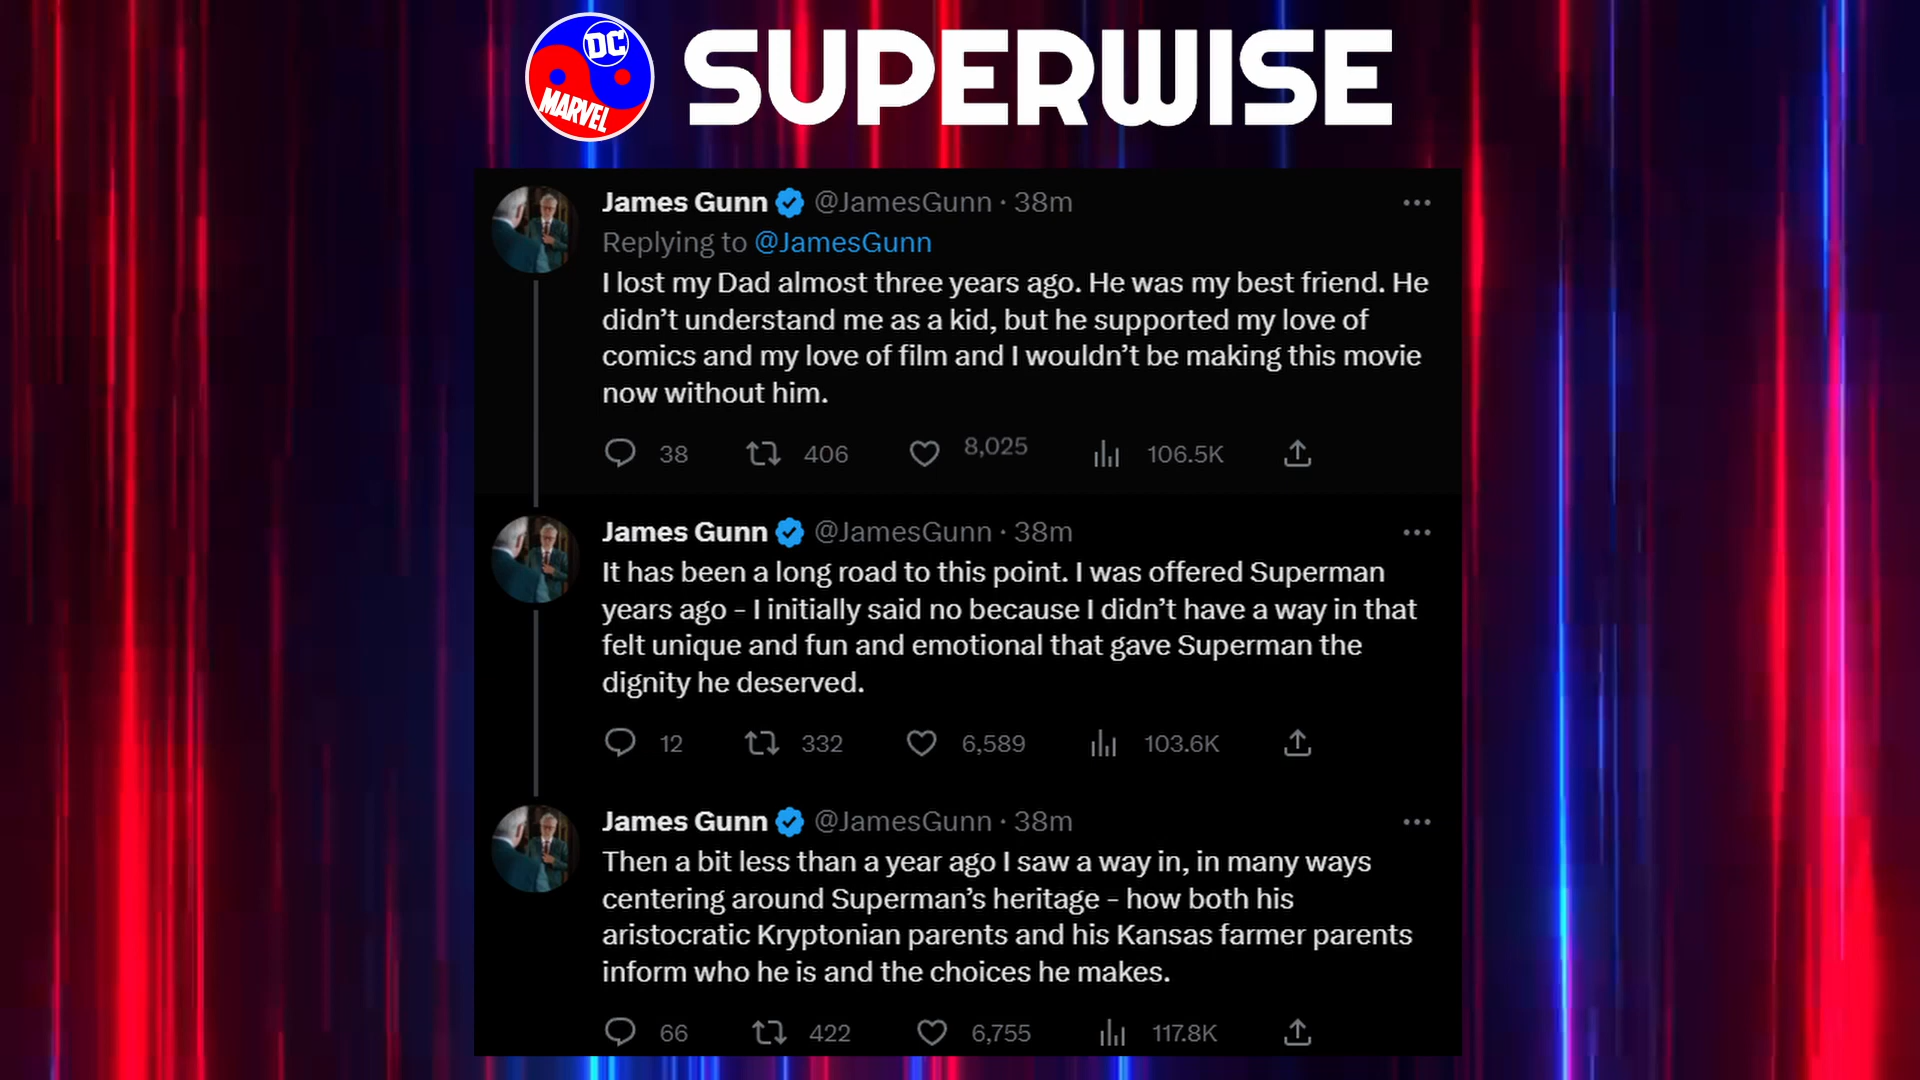 DC
MARVEL
SUPERWISE
James Gunn @JamesGunn · 38m
Replying to @JamesGunn
I lost my Dad almost three years ago. He was my best friend. He
didn’t understand me as a kid, but he supported my love of
comics and my love of film and I wouldn’t be making this movie
now without him.
38 406 8,025 106.5K
James Gunn @JamesGunn · 38m
It has been a long road to this point. I was offered Superman
years ago – I initially said no because I didn’t have a way in that
felt unique and fun and emotional that gave Superman the
dignity he deserved.
12 332 6,589 103.6K
James Gunn @JamesGunn · 38m
Then a bit less than a year ago I saw a way in, in many ways
centering around Superman’s heritage – how both his
aristocratic Kryptonian parents and his Kansas farmer parents
inform who he is and the choices he makes.
66 422 6,755 117.8K